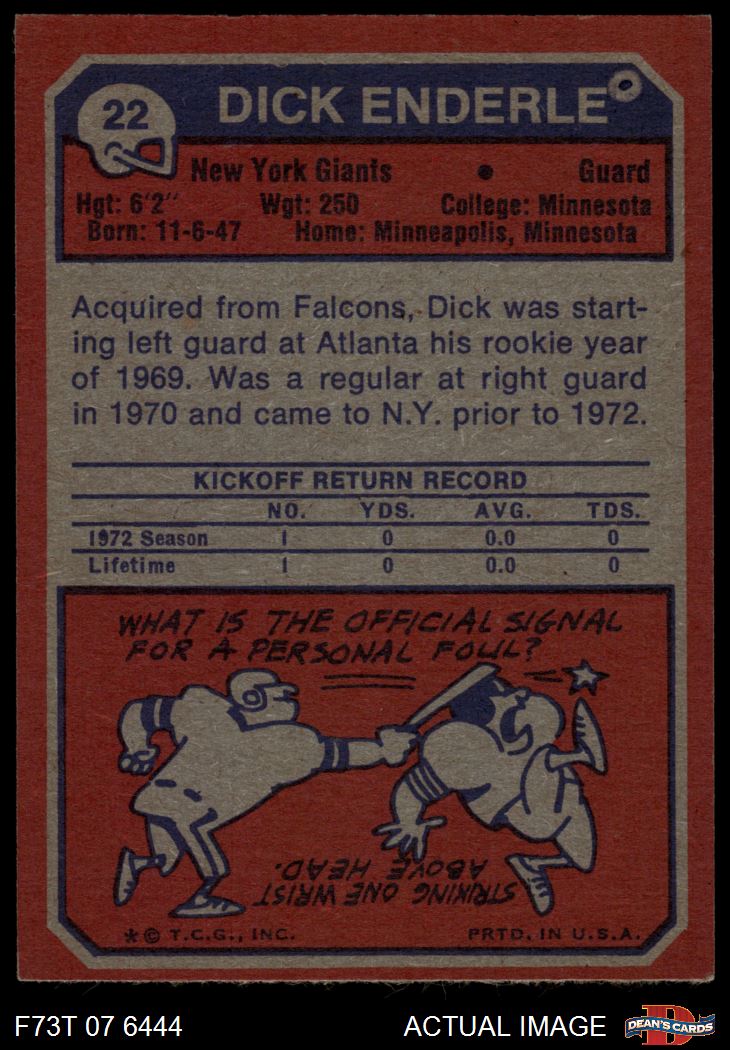 22
DICK ENDERLE
New York Giants • Guard
Hgt: 6'2" Wgt: 250 College: Minnesota
Born: 11-6-47 Home: Minneapolis, Minnesota
Acquired from Falcons, Dick was start-
ing left guard at Atlanta his rookie year
of 1969. Was a regular at right guard
in 1970 and came to N.Y. prior to 1972.
KICKOFF RETURN RECORD
NO. YDS. AVG. TDS.
1972 Season 1 0 0.0 0
Lifetime 1 0 0.0 0
WHAT IS THE OFFICIAL SIGNAL
FOR A PERSONAL FOUL?
STRIKING ONE WRIST
ABOVE HEAD.
* © T.C.G., INC. PRTD. IN U.S.A.
F73T 07 6444 ACTUAL IMAGE
D
DEAN'S CARDS